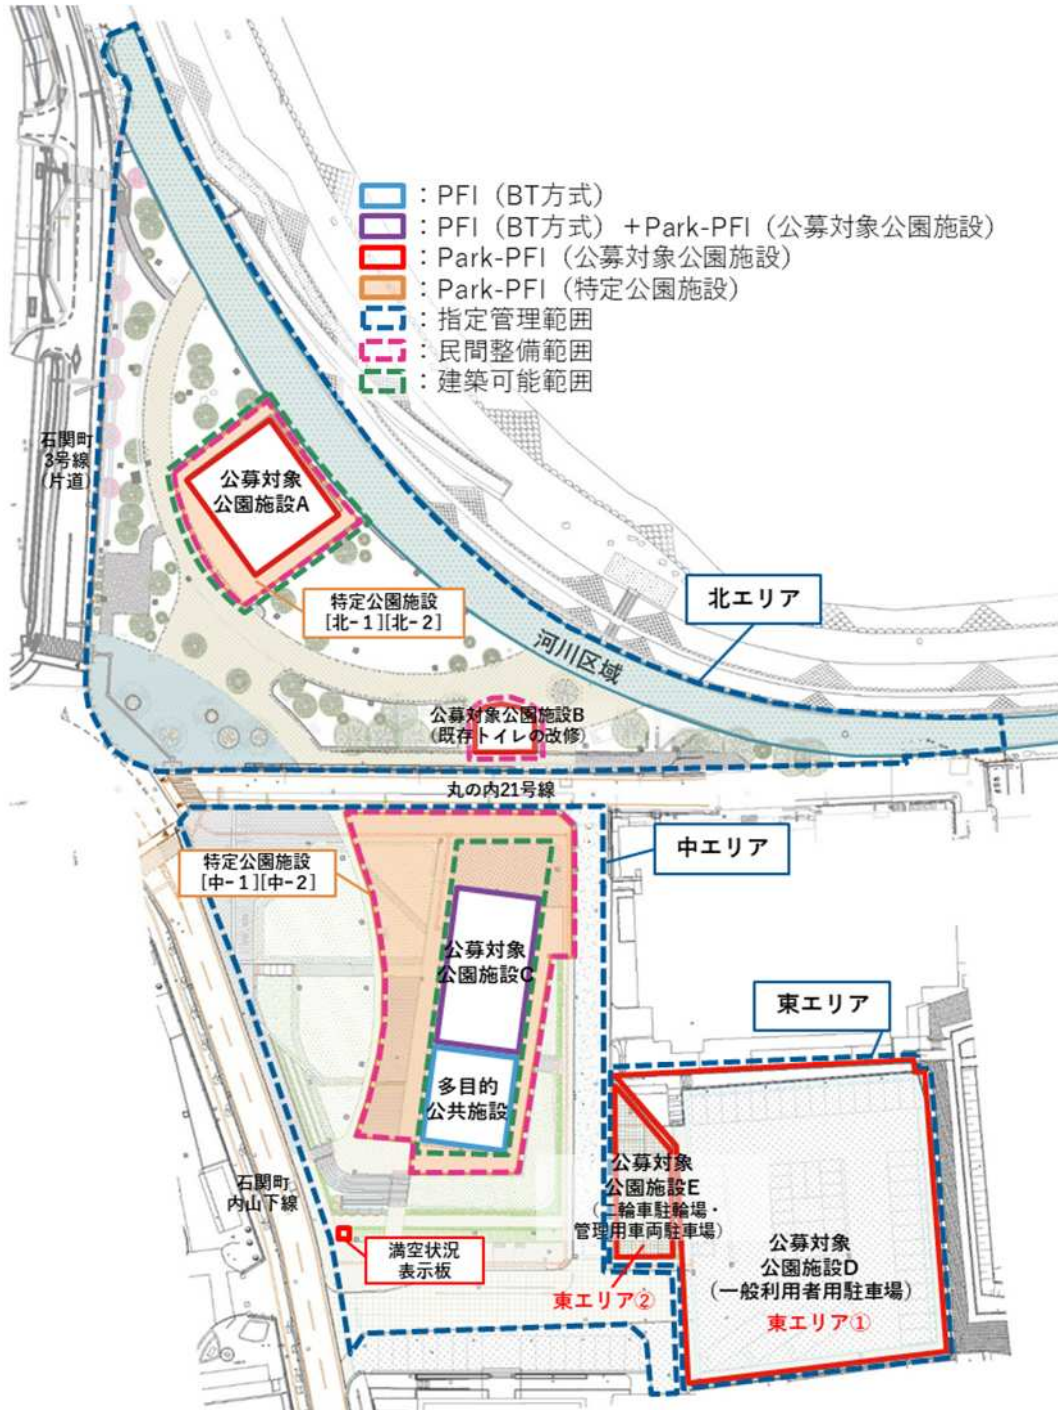 ：PFI（BT方式）
：PFI（BT方式）+Park-PFI（公募対象公園施設）
：Park-PFI（公募対象公園施設）
：Park-PFI（特定公園施設）
：指定管理範囲
：民間整備範囲
：建築可能範囲
石関町
3号線
(片道)
公募対象
公園施設A
特定公園施設
[北-1][北-2]
北エリア
河川区域
公募対象公園施設B
(既存トイレの改修)
丸の内21号線
中エリア
特定公園施設
[中-1][中-2]
公募対象
公園施設C
東エリア
多目的
公共施設
公募対象
公園施設E
（二輪車駐輪場・
管理用車両駐車場）
石関町
内山下線
満空状況
表示板
東エリア②
公募対象
公園施設D
（一般利用者用駐車場）
東エリア①